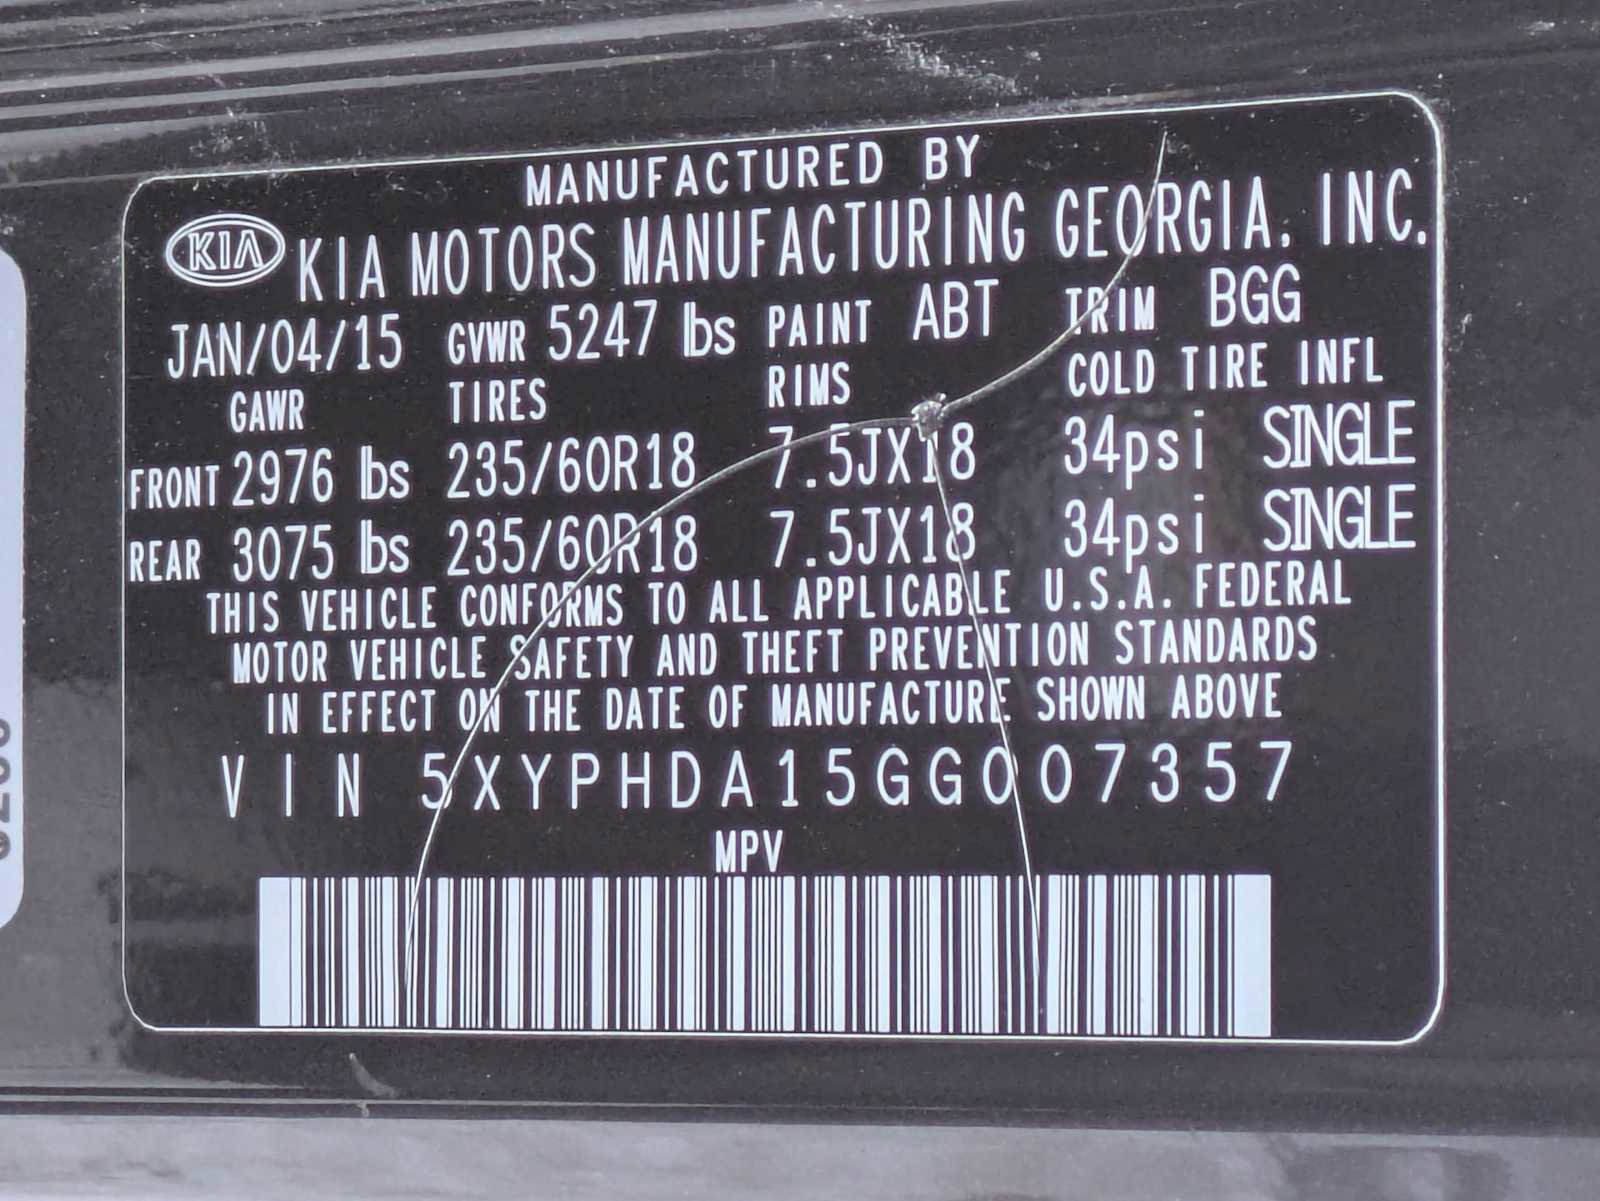 MANUFACTURED BY
KIA KIA MOTORS MANUFACTURING GEORGIA. INC.
JAN/04/15 GVWR 5247 lbs PAINT ABT TRIM BGG
GAWR TIRES RIMS COLD TIRE INFL
FRONT 2976 lbs 235/60R18 7.5JX18 34psi SINGLE
REAR 3075 lbs 235/60R18 7.5JX18 34psi SINGLE
THIS VEHICLE CONFORMS TO ALL APPLICABLE U.S.A. FEDERAL
MOTOR VEHICLE SAFETY AND THEFT PREVENTION STANDARDS
IN EFFECT ON THE DATE OF MANUFACTURE SHOWN ABOVE
VIN 5XYPHDA15GG007357
MPV